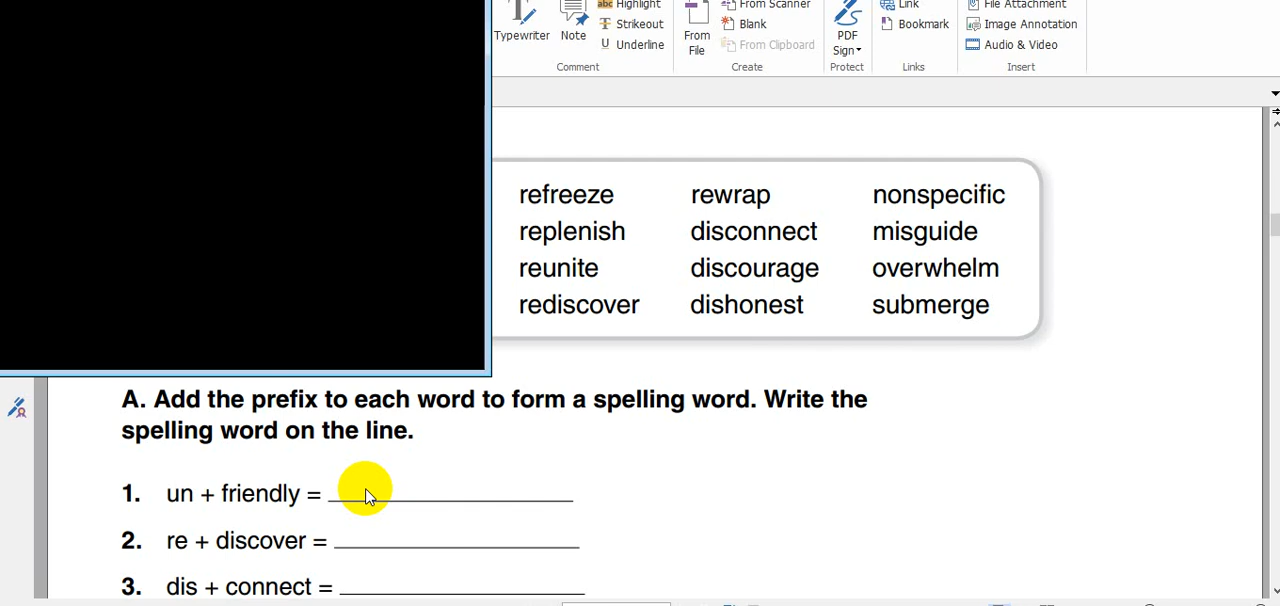 Highlight From Scanner Link File Attachment
Typewriter Note Strikeout From File Blank PDF Sign Bookmark Image Annotation
Underline From Clipboard Audio & Video
Comment Create Protect Links Insert
refreeze rewrap nonspecific
replenish disconnect misguide
reunite discourage overwhelm
rediscover dishonest submerge
A. Add the prefix to each word to form a spelling word. Write the
spelling word on the line.
1. un + friendly =
2. re + discover =
3. dis + connect =